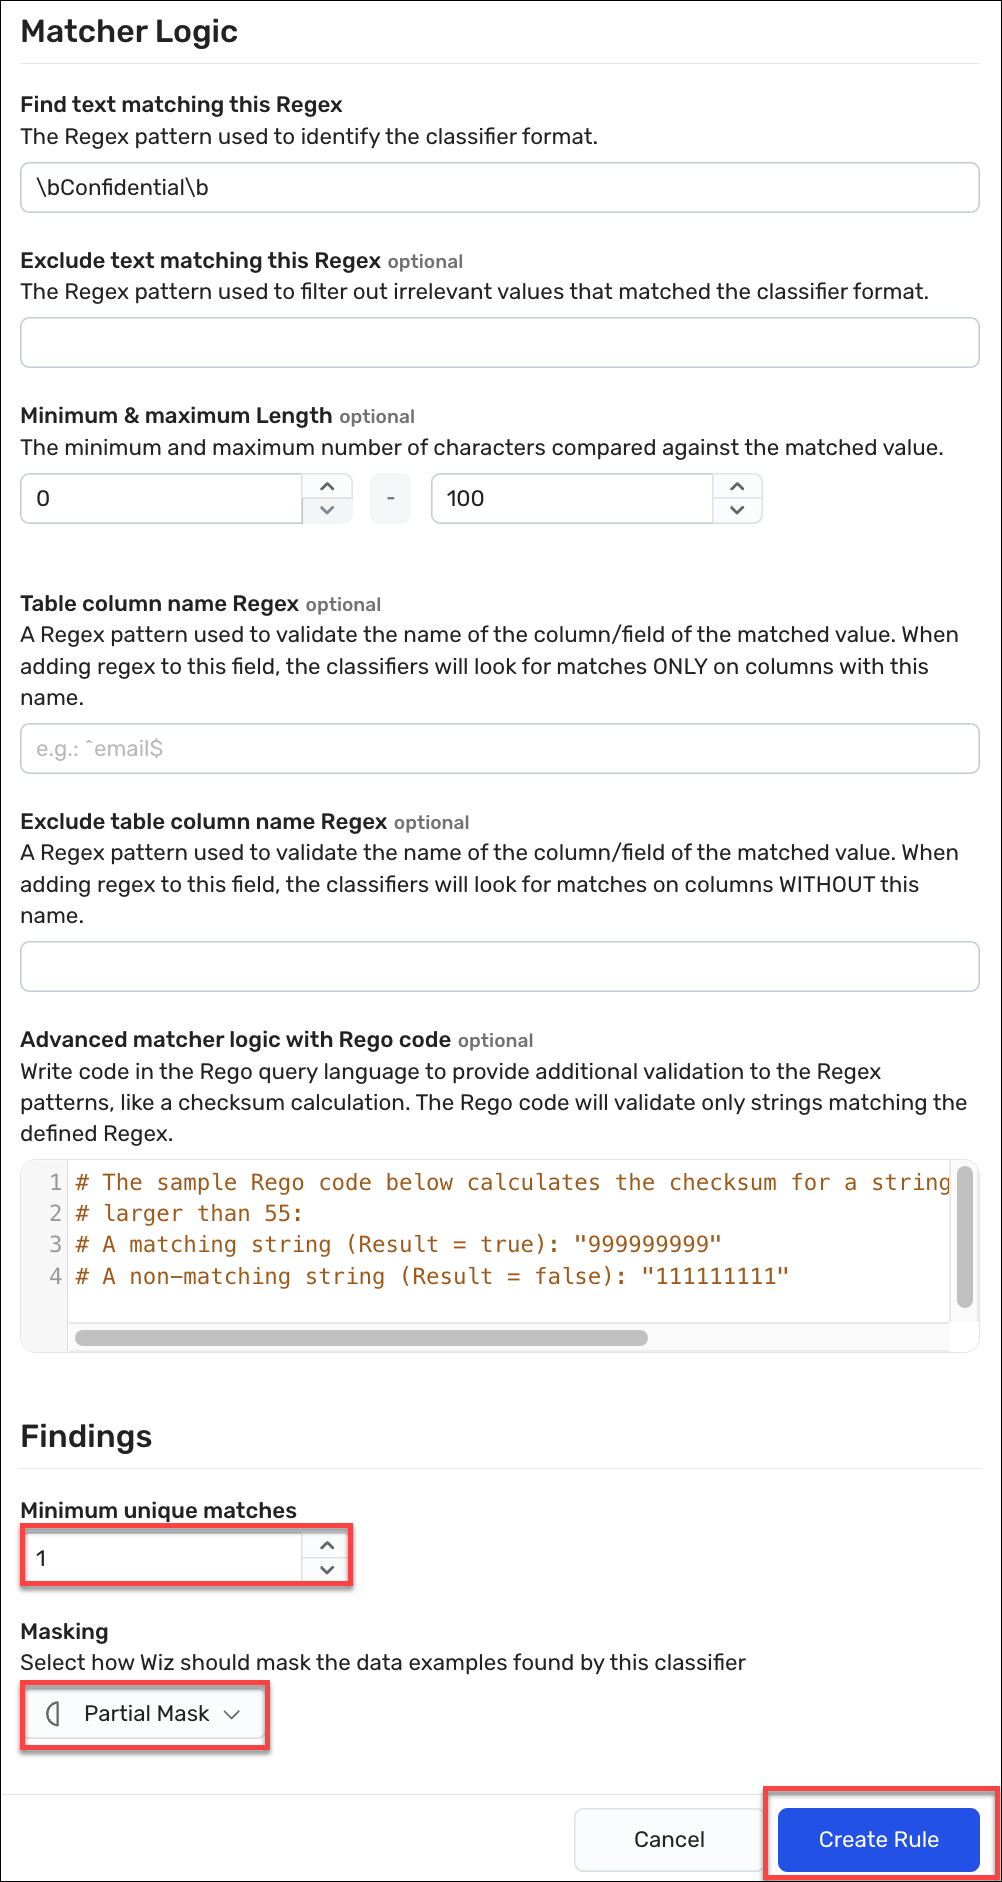 Matcher Logic
Find text matching this Regex
The Regex pattern used to identify the classifier format.
\bConfidential\b
Exclude text matching this Regex optional
The Regex pattern used to filter out irrelevant values that matched the classifier format.
Minimum & maximum Length optional
The minimum and maximum number of characters compared against the matched value.
0 - 100
Table column name Regex optional
A Regex pattern used to validate the name of the column/field of the matched value. When
adding regex to this field, the classifiers will look for matches ONLY on columns with this
name.
e.g.: ^email$
Exclude table column name Regex optional
A Regex pattern used to validate the name of the column/field of the matched value. When
adding regex to this field, the classifiers will look for matches on columns WITHOUT this
name.
Advanced matcher logic with Rego code optional
Write code in the Rego query language to provide additional validation to the Regex
patterns, like a checksum calculation. The Rego code will validate only strings matching the
defined Regex.
1 # The sample Rego code below calculates the checksum for a string
2 # larger than 55:
3 # A matching string (Result = true): "999999999"
4 # A non-matching string (Result = false): "111111111"
Findings
Minimum unique matches
1
Masking
Select how Wiz should mask the data examples found by this classifier
Partial Mask
Cancel Create Rule